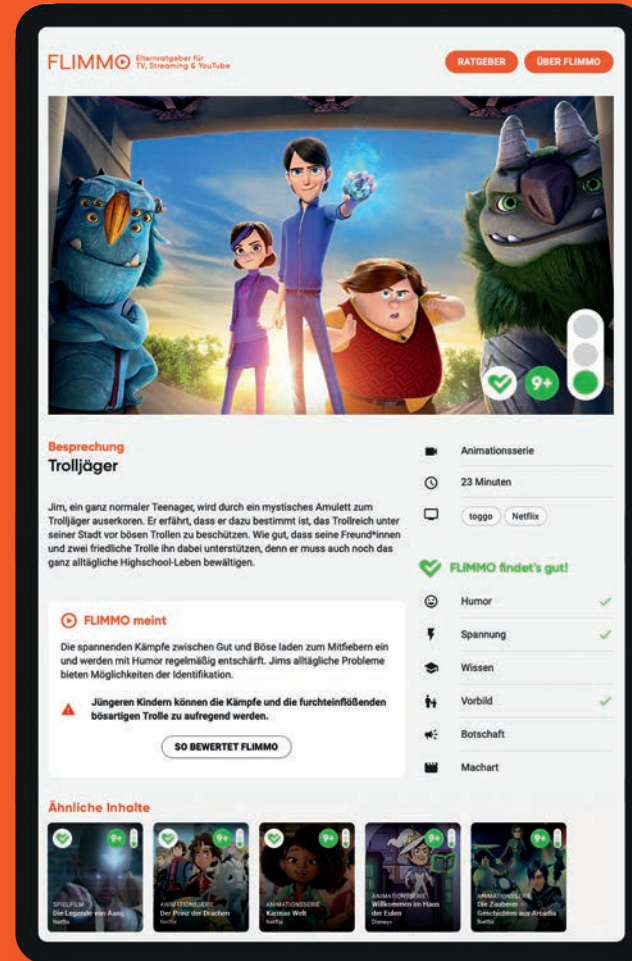 FLIMMO Elternratgeber für
TV, Streaming & YouTube
RATGEBER
ÜBER FLIMMO
9+
Besprechung
Trolljäger
Jim, ein ganz normaler Teenager, wird durch ein mystisches Amulett zum
Trolljäger auserkoren. Er erfährt, dass er dazu bestimmt ist, das Trollreich unter
seiner Stadt vor bösen Trollen zu beschützen. Wie gut, dass seine Freund*innen
und zwei friedliche Trolle ihn dabei unterstützen, denn er muss auch noch das
ganz alltägliche Highschool-Leben bewältigen.
FLIMMO meint
Die spannenden Kämpfe zwischen Gut und Böse laden zum Mitfiebern ein
und werden mit Humor regelmäßig entschärft. Jims alltägliche Probleme
bieten Möglichkeiten der Identifikation.
Jüngeren Kindern können die Kämpfe und die furchteinflößenden
bösartigen Trolle zu aufregend werden.
SO BEWERTET FLIMMO
Animationsserie
23 Minuten
toggo Netflix
FLIMMO findet's gut!
Humor
Spannung
Wissen
Vorbild
Botschaft
Machart
Ähnliche Inhalte
9+
SPIELFILM
Die Legende von Aang
Netflix
9+
ANIMATIONSSERIE
Der Prinz der Drachen
Netflix
9+
ANIMATIONSSERIE
Karmas Welt
Netflix
9+
ANIMATIONSSERIE
Willkommen im Haus
der Eulen
Disney+
9+
ANIMATIONSSERIE
Die Zauberer –
Geschichten aus Arcadia
Netflix